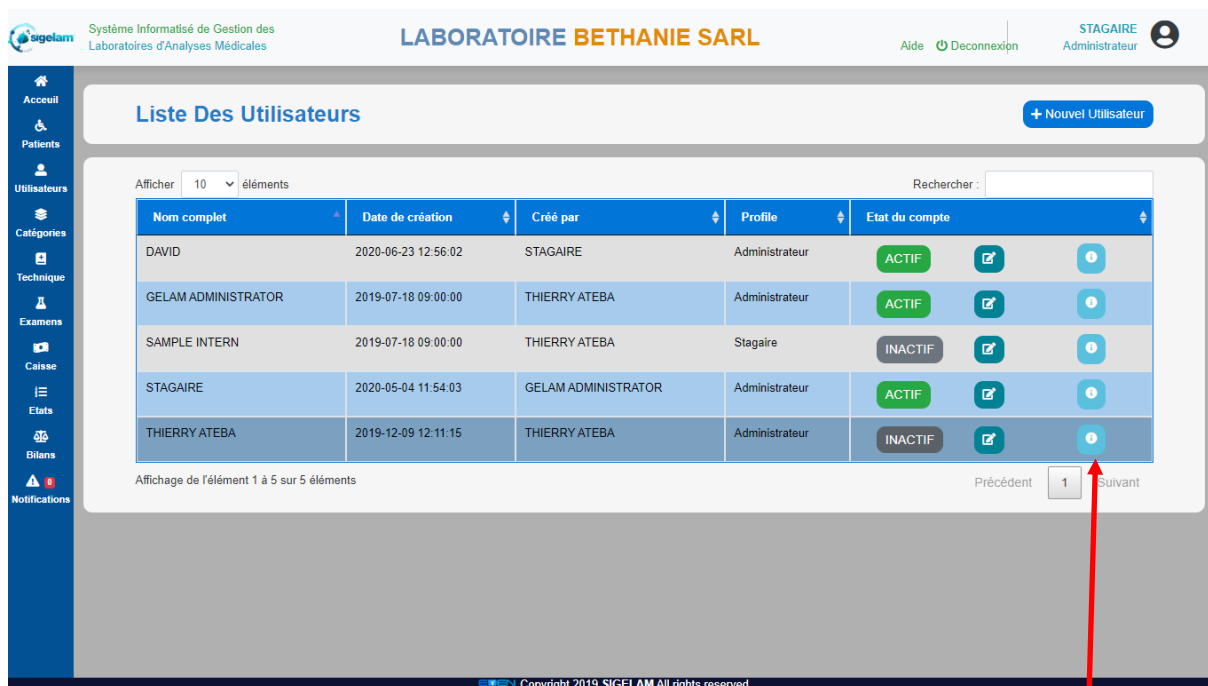 sigelam
Système Informatisé de Gestion des
Laboratoires d'Analyses Médicales
LABORATOIRE BETHANIE SARL
Aide Deconnexion
STAGAIRE
Administrateur
Acceuil
Patients
Utilisateurs
Catégories
Technique
Examens
Caisse
Etats
Bilans
0
Notifications
Liste Des Utilisateurs
+ Nouvel Utilisateur
Afficher 10 éléments
Rechercher :
Nom complet Date de création Créé par Profile Etat du compte
DAVID 2020-06-23 12:56:02 STAGAIRE Administrateur ACTIF
GELAM ADMINISTRATOR 2019-07-18 09:00:00 THIERRY ATEBA Administrateur ACTIF
SAMPLE INTERN 2019-07-18 09:00:00 THIERRY ATEBA Stagaire INACTIF
STAGAIRE 2020-05-04 11:54:03 GELAM ADMINISTRATOR Administrateur ACTIF
THIERRY ATEBA 2019-12-09 12:11:15 THIERRY ATEBA Administrateur INACTIF
Affichage de l'élément 1 à 5 sur 5 éléments
Précédent 1 Suivant
Copyright 2019 SIGELAM All rights reserved